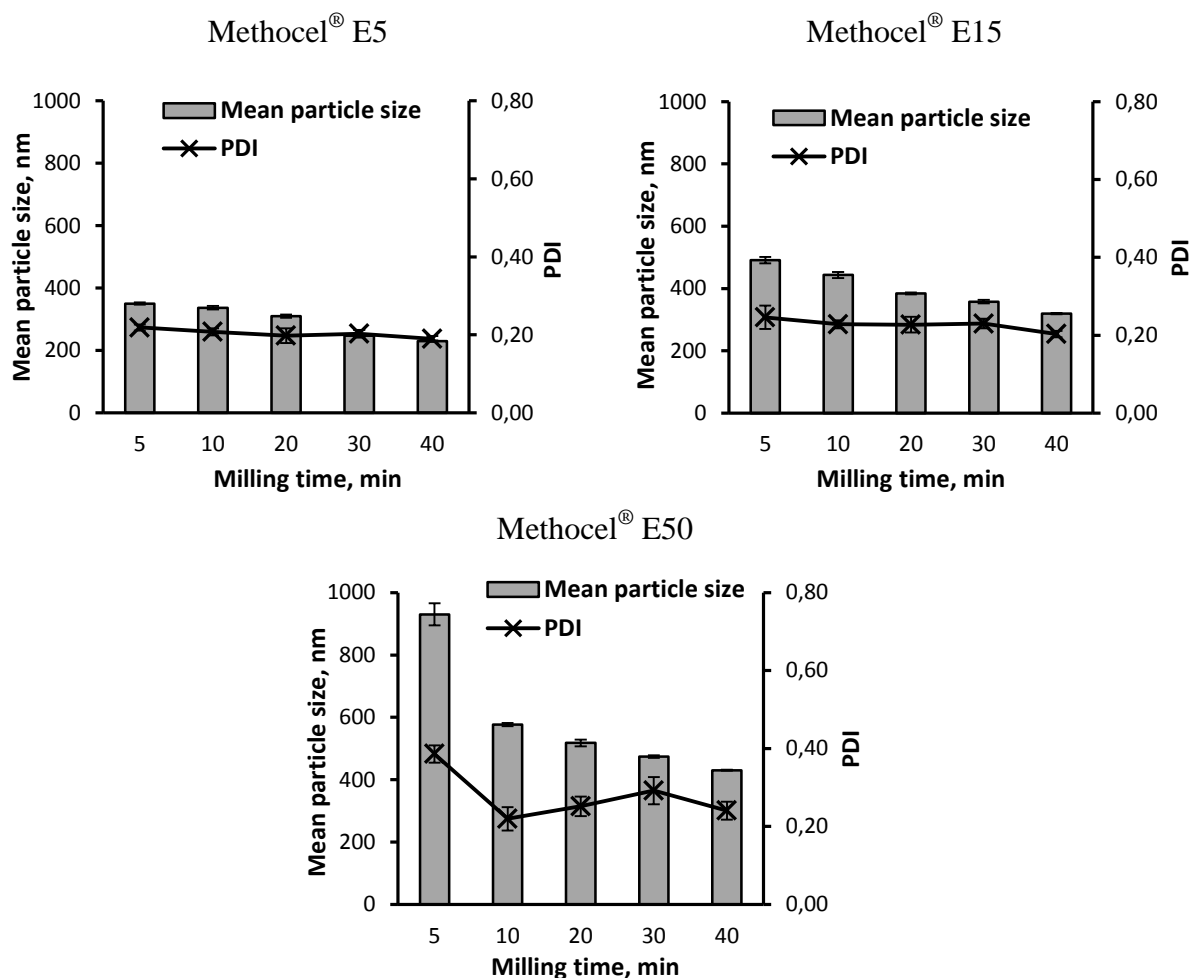 Methocel® E5
Mean particle size
PDI
1000
800
600
400
200
0
Mean particle size, nm
0,80
0,60
0,40
0,20
0,00
PDI
5 10 20 30 40
Milling time, min
Methocel® E15
Mean particle size
PDI
1000
800
600
400
200
0
Mean particle size, nm
0,80
0,60
0,40
0,20
0,00
PDI
5 10 20 30 40
Milling time, min
Methocel® E50
Mean particle size
PDI
1000
800
600
400
200
0
Mean particle size, nm
0,80
0,60
0,40
0,20
0,00
PDI
5 10 20 30 40
Milling time, min